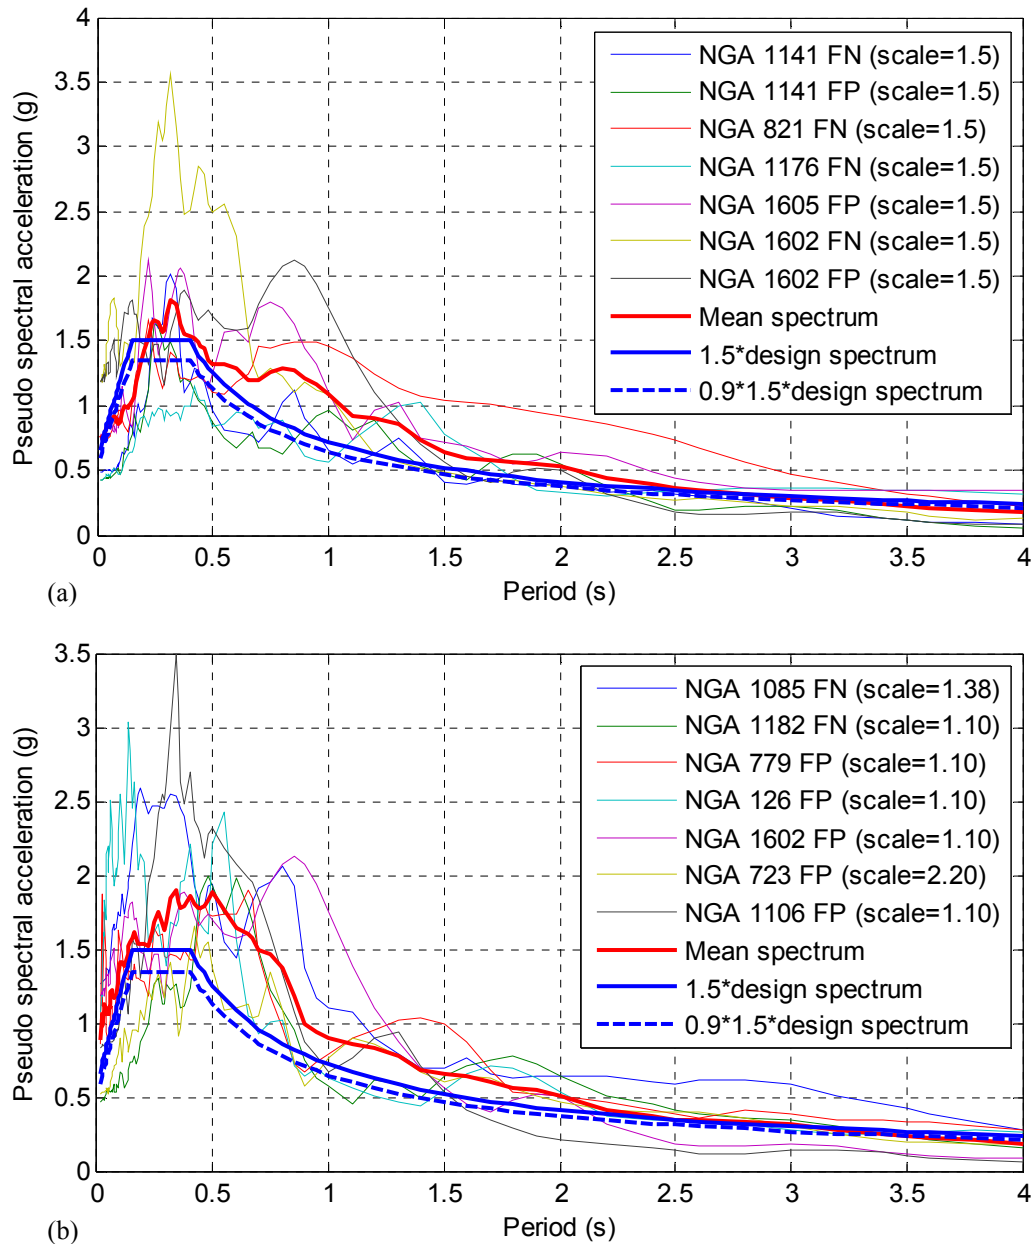 4
3.5
3
2.5
2
1.5
1
0.5
0
Pseudo spectral acceleration (g)
NGA 1141 FN (scale=1.5)
NGA 1141 FP (scale=1.5)
NGA 821 FN (scale=1.5)
NGA 1176 FN (scale=1.5)
NGA 1605 FP (scale=1.5)
NGA 1602 FN (scale=1.5)
NGA 1602 FP (scale=1.5)
Mean spectrum
1.5*design spectrum
0.9*1.5*design spectrum
0 0.5 1 1.5 2 2.5 3 3.5 4
(a)
Period (s)
3.5
3
2.5
2
1.5
1
0.5
0
Pseudo spectral acceleration (g)
NGA 1085 FN (scale=1.38)
NGA 1182 FN (scale=1.10)
NGA 779 FP (scale=1.10)
NGA 126 FP (scale=1.10)
NGA 1602 FP (scale=1.10)
NGA 723 FP (scale=2.20)
NGA 1106 FP (scale=1.10)
Mean spectrum
1.5*design spectrum
0.9*1.5*design spectrum
0 0.5 1 1.5 2 2.5 3 3.5 4
(b)
Period (s)